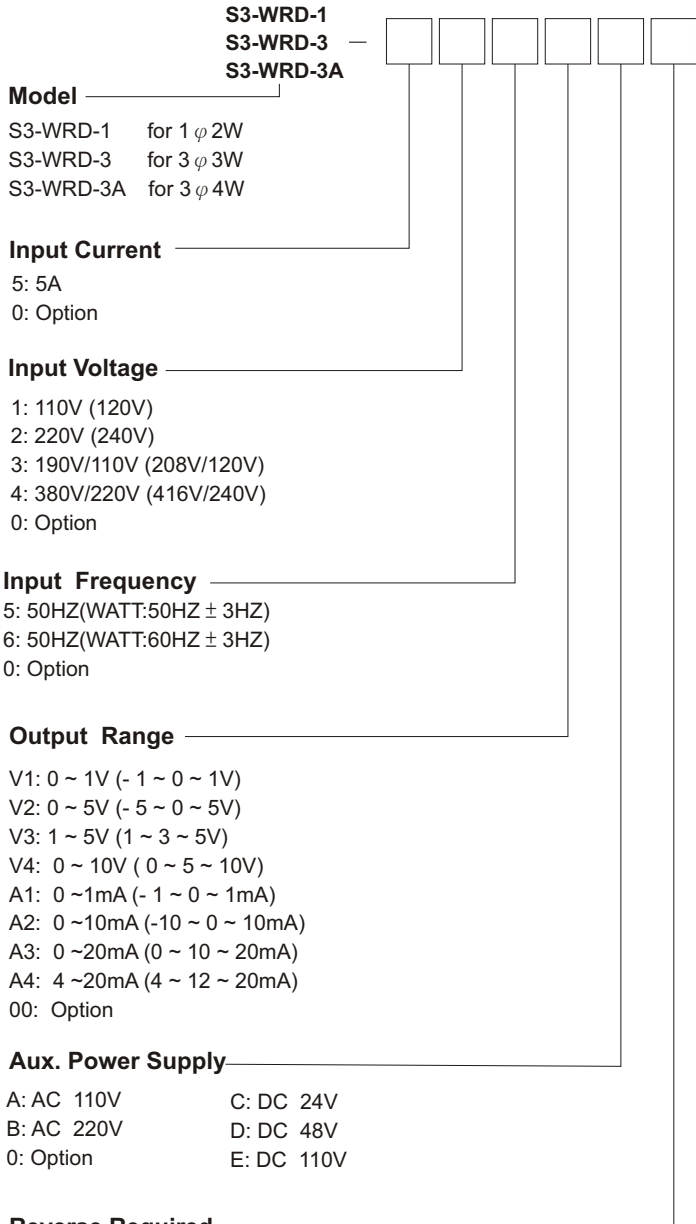 S3-WRD-1
S3-WRD-3 —
S3-WRD-3A
Model
S3-WRD-1 for 1 φ 2W
S3-WRD-3 for 3 φ 3W
S3-WRD-3A for 3 φ 4W
Input Current
5: 5A
0: Option
Input Voltage
1: 110V (120V)
2: 220V (240V)
3: 190V/110V (208V/120V)
4: 380V/220V (416V/240V)
0: Option
Input Frequency
5: 50HZ(WATT:50HZ ± 3HZ)
6: 50HZ(WATT:60HZ ± 3HZ)
0: Option
Output Range
V1: 0 ~ 1V (- 1 ~ 0 ~ 1V)
V2: 0 ~ 5V (- 5 ~ 0 ~ 5V)
V3: 1 ~ 5V (1 ~ 3 ~ 5V)
V4: 0 ~ 10V ( 0 ~ 5 ~ 10V)
A1: 0 ~1mA (- 1 ~ 0 ~ 1mA)
A2: 0 ~10mA (-10 ~ 0 ~ 10mA)
A3: 0 ~20mA (0 ~ 10 ~ 20mA)
A4: 4 ~20mA (4 ~ 12 ~ 20mA)
00: Option
Aux. Power Supply
A: AC 110V C: DC 24V
B: AC 220V D: DC 48V
0: Option E: DC 110V
Reverse Required